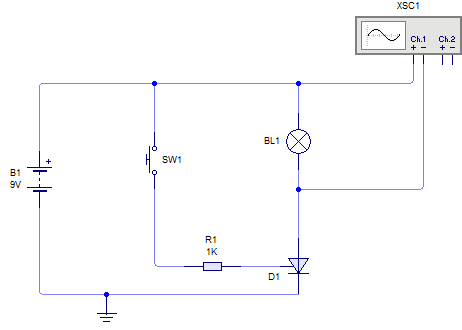 XSC1
Ch.1 Ch.2
+ − + −
BL1
SW1
+
B1
9V
R1
1K
D1